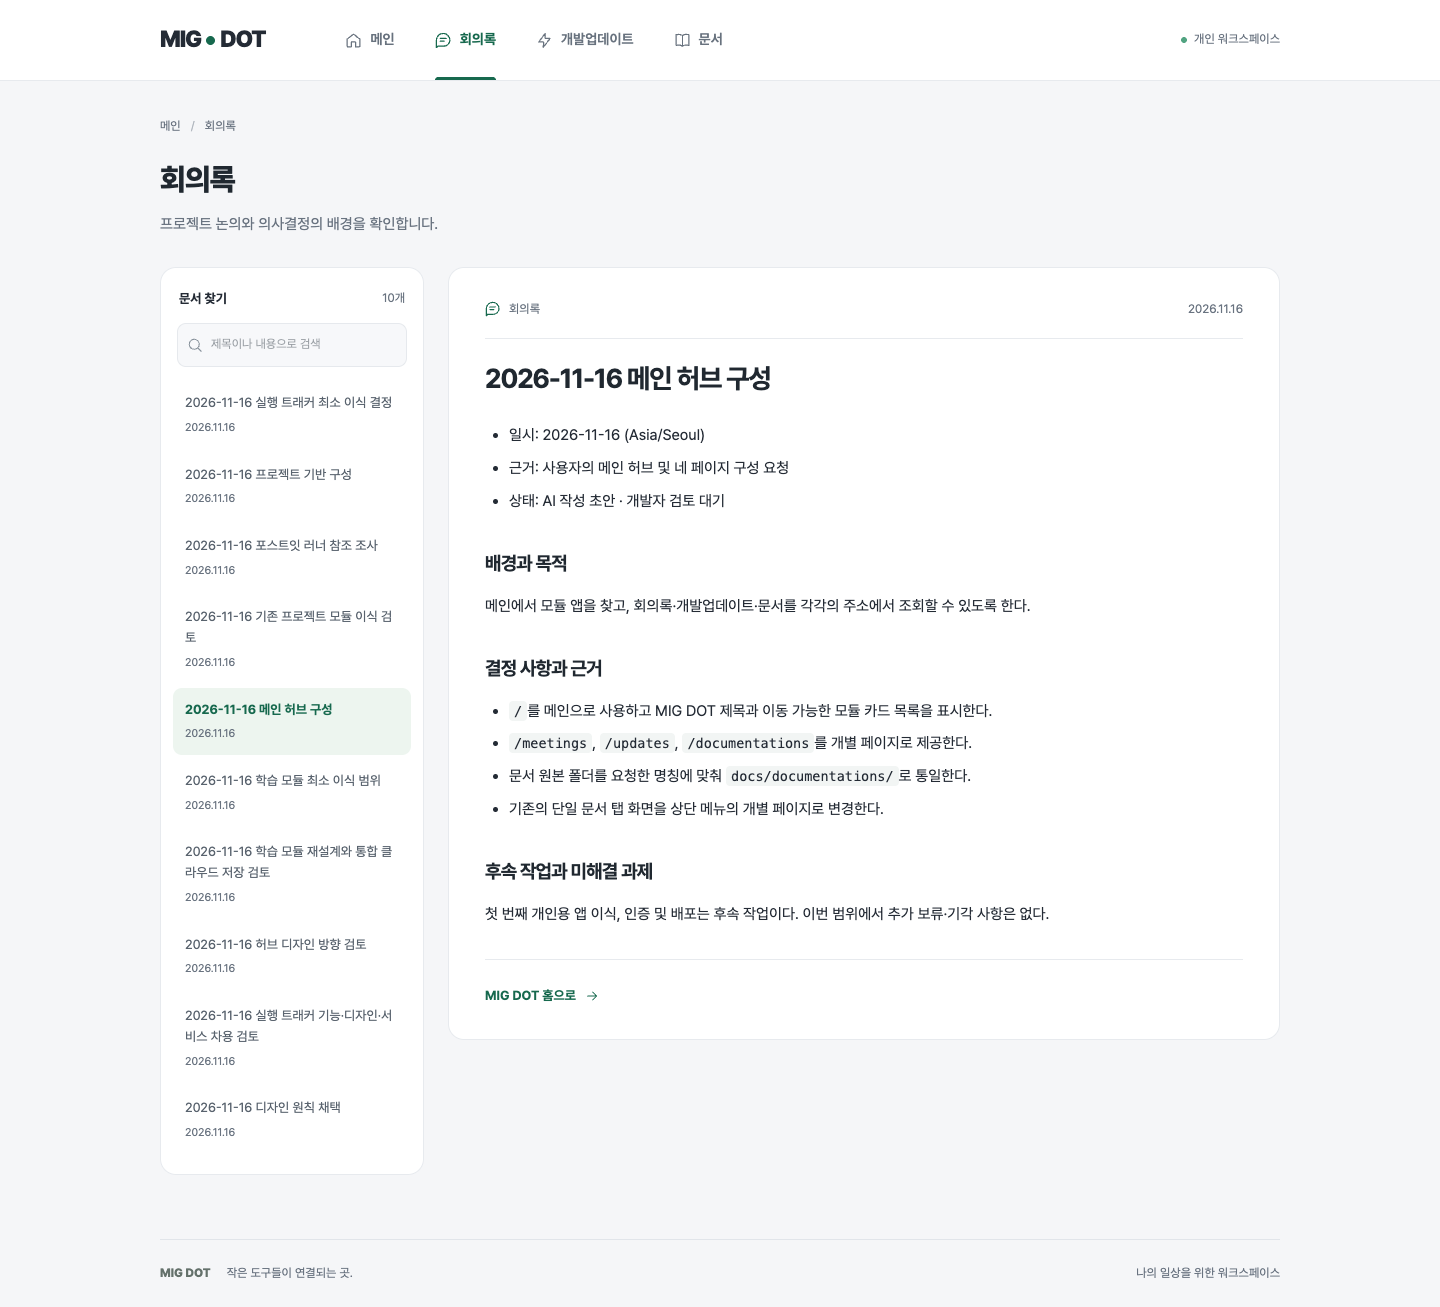 MIG DOT
메인
회의록
개발업데이트
문서
개인 워크스페이스
메인 / 회의록
회의록
프로젝트 논의와 의사결정의 배경을 확인합니다.
문서 찾기
10개
제목이나 내용으로 검색
2026-11-16 실행 트래커 최소 이식 결정
2026.11.16
2026-11-16 프로젝트 기반 구성
2026.11.16
2026-11-16 포스트잇 러너 참조 조사
2026.11.16
2026-11-16 기존 프로젝트 모듈 이식 검
토
2026.11.16
2026-11-16 메인 허브 구성
2026.11.16
2026-11-16 학습 모듈 최소 이식 범위
2026.11.16
2026-11-16 학습 모듈 재설계와 통합 클
라우드 저장 검토
2026.11.16
2026-11-16 허브 디자인 방향 검토
2026.11.16
2026-11-16 실행 트래커 기능·디자인·서
비스 차용 검토
2026.11.16
2026-11-16 디자인 원칙 채택
2026.11.16
회의록
2026.11.16
2026-11-16 메인 허브 구성
• 일시: 2026-11-16 (Asia/Seoul)
• 근거: 사용자의 메인 허브 및 네 페이지 구성 요청
• 상태: AI 작성 초안 · 개발자 검토 대기
배경과 목적
메인에서 모듈 앱을 찾고, 회의록·개발업데이트·문서를 각각의 주소에서 조회할 수 있도록 한다.
결정 사항과 근거
• / 를 메인으로 사용하고 MIG DOT 제목과 이동 가능한 모듈 카드 목록을 표시한다.
• /meetings , /updates , /documentations 를 개별 페이지로 제공한다.
• 문서 원본 폴더를 요청한 명칭에 맞춰 docs/documentations/ 로 통일한다.
• 기존의 단일 문서 탭 화면을 상단 메뉴의 개별 페이지로 변경한다.
후속 작업과 미해결 과제
첫 번째 개인용 앱 이식, 인증 및 배포는 후속 작업이다. 이번 범위에서 추가 보류·기각 사항은 없다.
MIG DOT 홈으로 →
MIG DOT 작은 도구들이 연결되는 곳.
나의 일상을 위한 워크스페이스